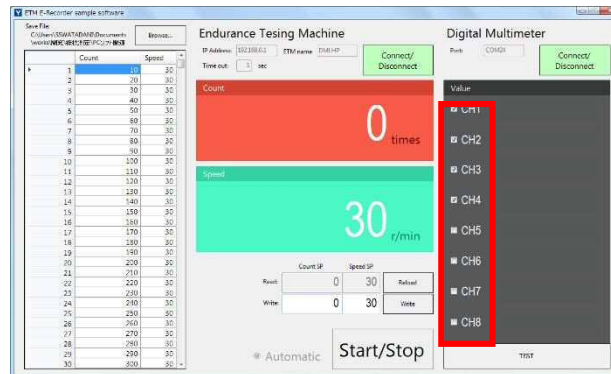 ETM E-Recorder sample software
Save File
Browse...
Count Speed
1 10 30
2 20 30
3 30 30
4 40 30
5 50 30
6 60 30
7 70 30
8 80 30
9 90 30
10 100 30
11 110 30
12 120 30
13 130 30
14 140 30
15 150 30
16 160 30
17 170 30
18 180 30
19 190 30
20 200 30
21 210 30
22 220 30
23 230 30
24 240 30
25 250 30
26 260 30
27 270 30
28 280 30
29 290 30
30 300 30
Endurance Tesing Machine
IP Address: 192.168.0.1 ETM name
Time out: 1 sec
Connect/
Disconnect
Count
0 times
Speed
30 r/min
Count SP Speed SP
Read: 0 30 Reload
Write: 0 30 Write
Automatic
Start/Stop
Digital Multimeter
Port:
Connect/
Disconnect
Value
CH1
CH2
CH3
CH4
CH5
CH6
CH7
CH8
TEST